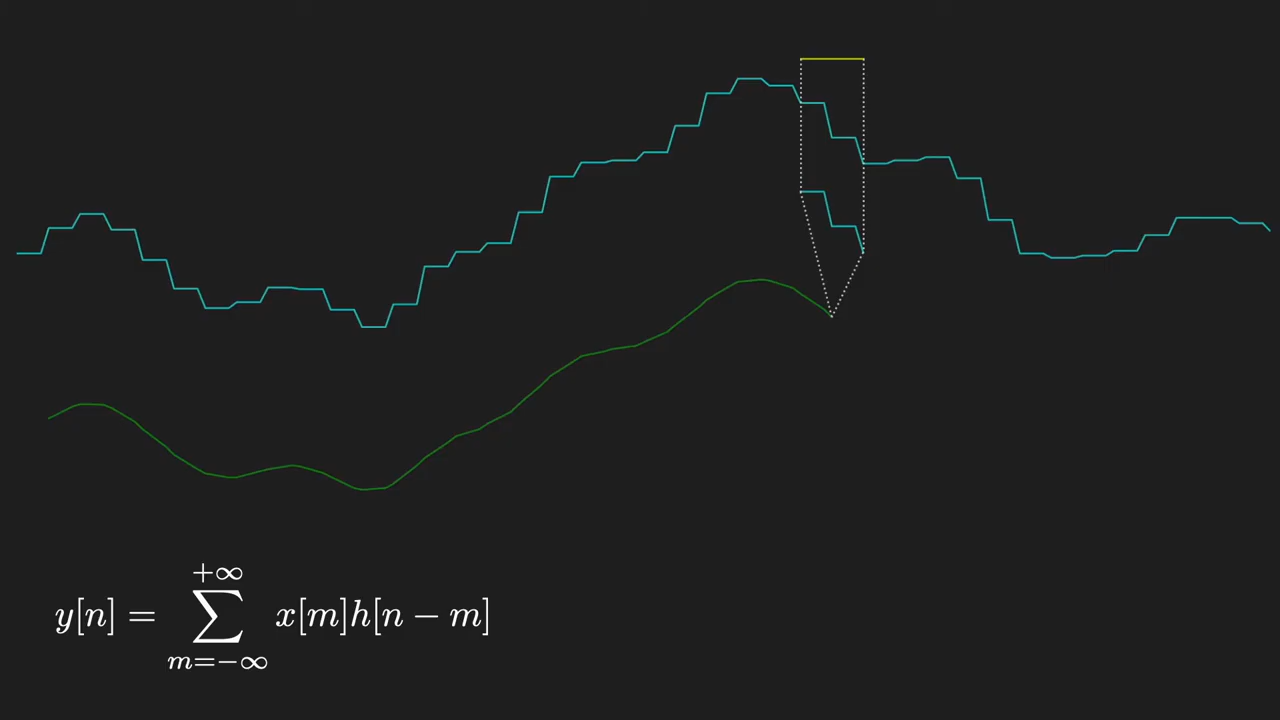 y[n] = \sum_{m=-\infty}^{+\infty} x[m]h[n-m]